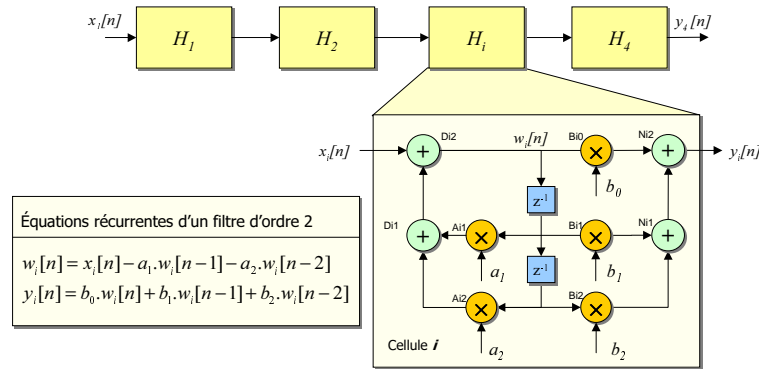 x₁[n]
H₁
H₂
Hᵢ
H₄
y₄[n]
xᵢ[n]
Di2
wᵢ[n]
Bi0
Ni2
yᵢ[n]
b₀
z⁻¹
Di1
Ai1
Bi1
Ni1
a₁
b₁
z⁻¹
Ai2
Bi2
a₂
b₂
Cellule i
Équations récurrentes d'un filtre d'ordre 2
wᵢ[n] = xᵢ[n] − a₁.wᵢ[n−1] − a₂.wᵢ[n−2]
yᵢ[n] = b₀.wᵢ[n] + b₁.wᵢ[n−1] + b₂.wᵢ[n−2]